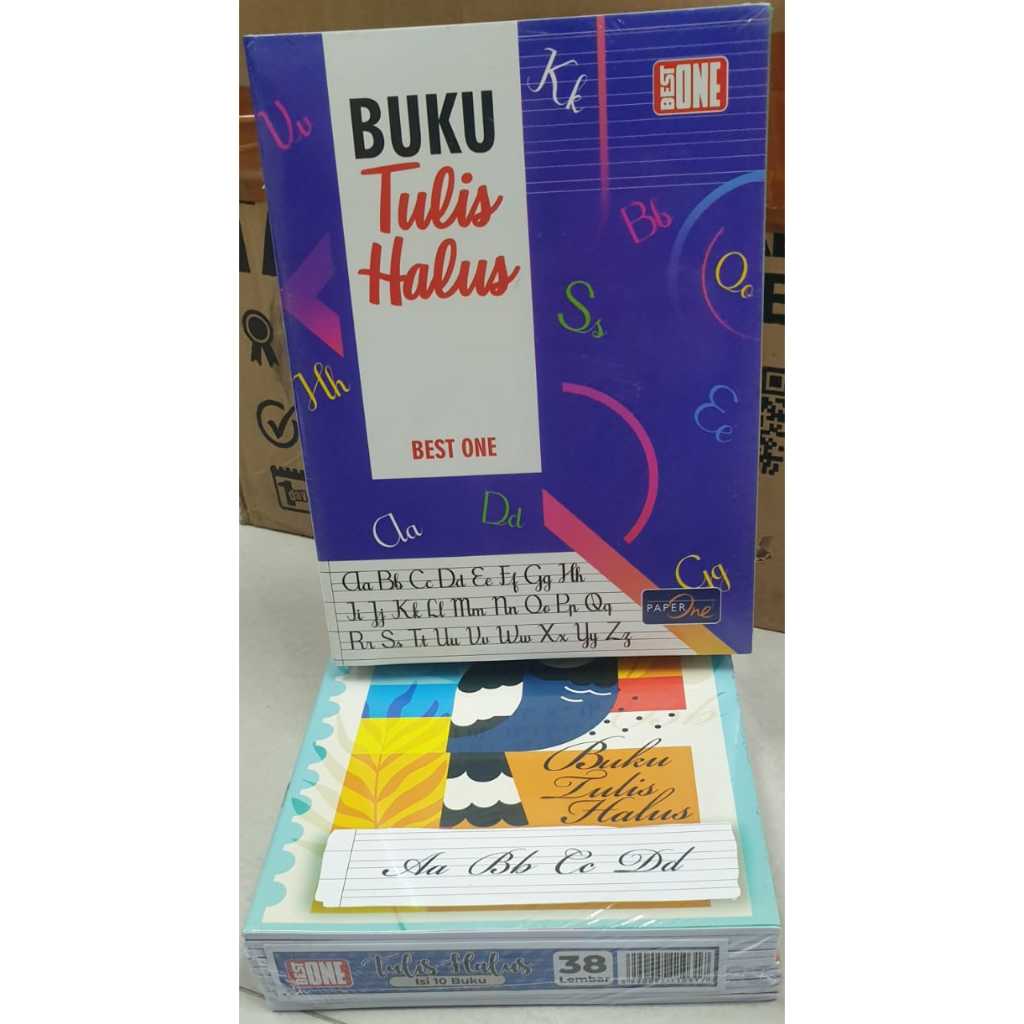 BUKU
Tulis
Halus
BEST ONE
BEST ONE
Vv
Kk
Bb
Qq
Ss
Hh
Ee
Dd
Aa
Gg
Aa Bb Cc Dd Ee Ff Gg Hh
Ii Jj Kk Ll Mm Nn Oo Pp Qq
Rr Ss Tt Uu Vv Ww Xx Yy Zz
PAPER One
Buku
Tulis
Halus
Aa Bb Cc Dd
BEST ONE
Tulis Halus
Isi 10 Buku
38
Lembar